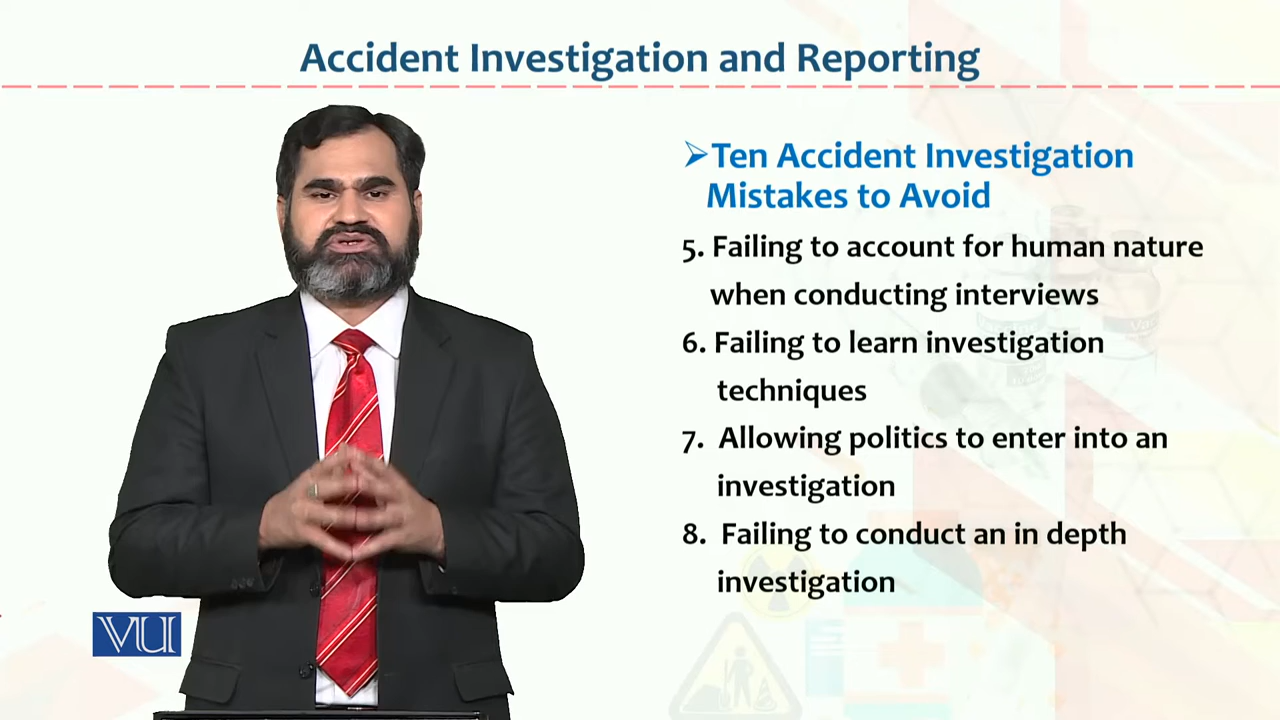 Accident Investigation and Reporting
➢Ten Accident Investigation
Mistakes to Avoid
5. Failing to account for human nature
when conducting interviews
6. Failing to learn investigation
techniques
7. Allowing politics to enter into an
investigation
8. Failing to conduct an in depth
investigation
VU